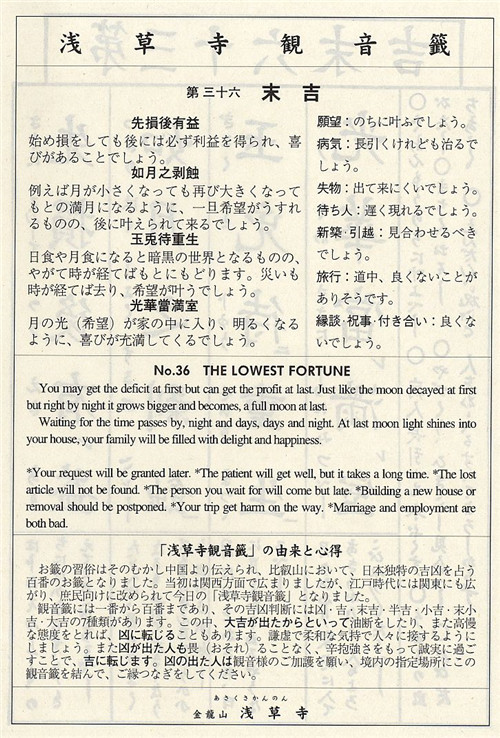 浅草寺観音籤
第三十六 末吉
先損後有益
始め損をしても後には必ず利益を得られ、喜
びがあることでしょう。
如月之剥蝕
例えば月が小さくなっても再び大きくなって
もとの満月になるように、一旦希望がうすれ
るものの、後に叶えられて来るでしょう。
玉兎待重生
日食や月食になると暗黒の世界となるものの、
やがて時が経てばもとにもどります。災いも
時が経てば去り、希望が叶うでしょう。
光華當満室
月の光（希望）が家の中に入り、明るくなる
ように、喜びが充満してくるでしょう。
願望：のちに叶ふでしょう。
病気：長引くけれども治るで
しょう。
失物：出て来にくいでしょう。
待ち人：遅く現れるでしょう。
新築・引越：見合わせるべき
でしょう。
旅行：道中、良くないことが
ありそうです。
縁談・祝事・付き合い：良くな
いでしょう。
No.36 THE LOWEST FORTUNE
You may get the deficit at first but can get the profit at last. Just like the moon decayed at first
but right by night it grows bigger and becomes, a full moon at last.
Waiting for the time passes by, night and days, days and night. At last moon light shines into
your house, your family will be filled with delight and happiness.
*Your request will be granted later. *The patient will get well, but it takes a long time. *The lost
article will not be found. *The person you wait for will come but late. *Building a new house or
removal should be postponed. *Your trip get harm on the way. *Marriage and employment are
both bad.
「浅草寺観音籤」の由来と心得
お籤の習俗はそのむかし中国より伝えられ、比叡山において、日本独特の吉凶を占う
百番のお籤となりました。当初は関西方面で広まりましたが、江戸時代には関東にも広
がり、庶民向けに改められて今日の「浅草寺観音籤」となりました。
観音籤には一番から百番まであり、その吉凶判断には凶・吉・末吉・半吉・小吉・末小
吉・大吉の7種類があります。この中、大吉が出たからといって油断をしたり、また高慢
な態度をとれば、凶に転じることもあります。謙虚で柔和な気持で人々に接するように
しましょう。また凶が出た人も畏（おそれ）ることなく、辛抱強さをもって誠実に過ご
すことで、吉に転じます。凶の出た人は観音様のご加護を願い、境内の指定場所にこの
観音籤を結んで、ご縁つなぎをしてください。
あさくさかんのん
金龍山 浅草寺